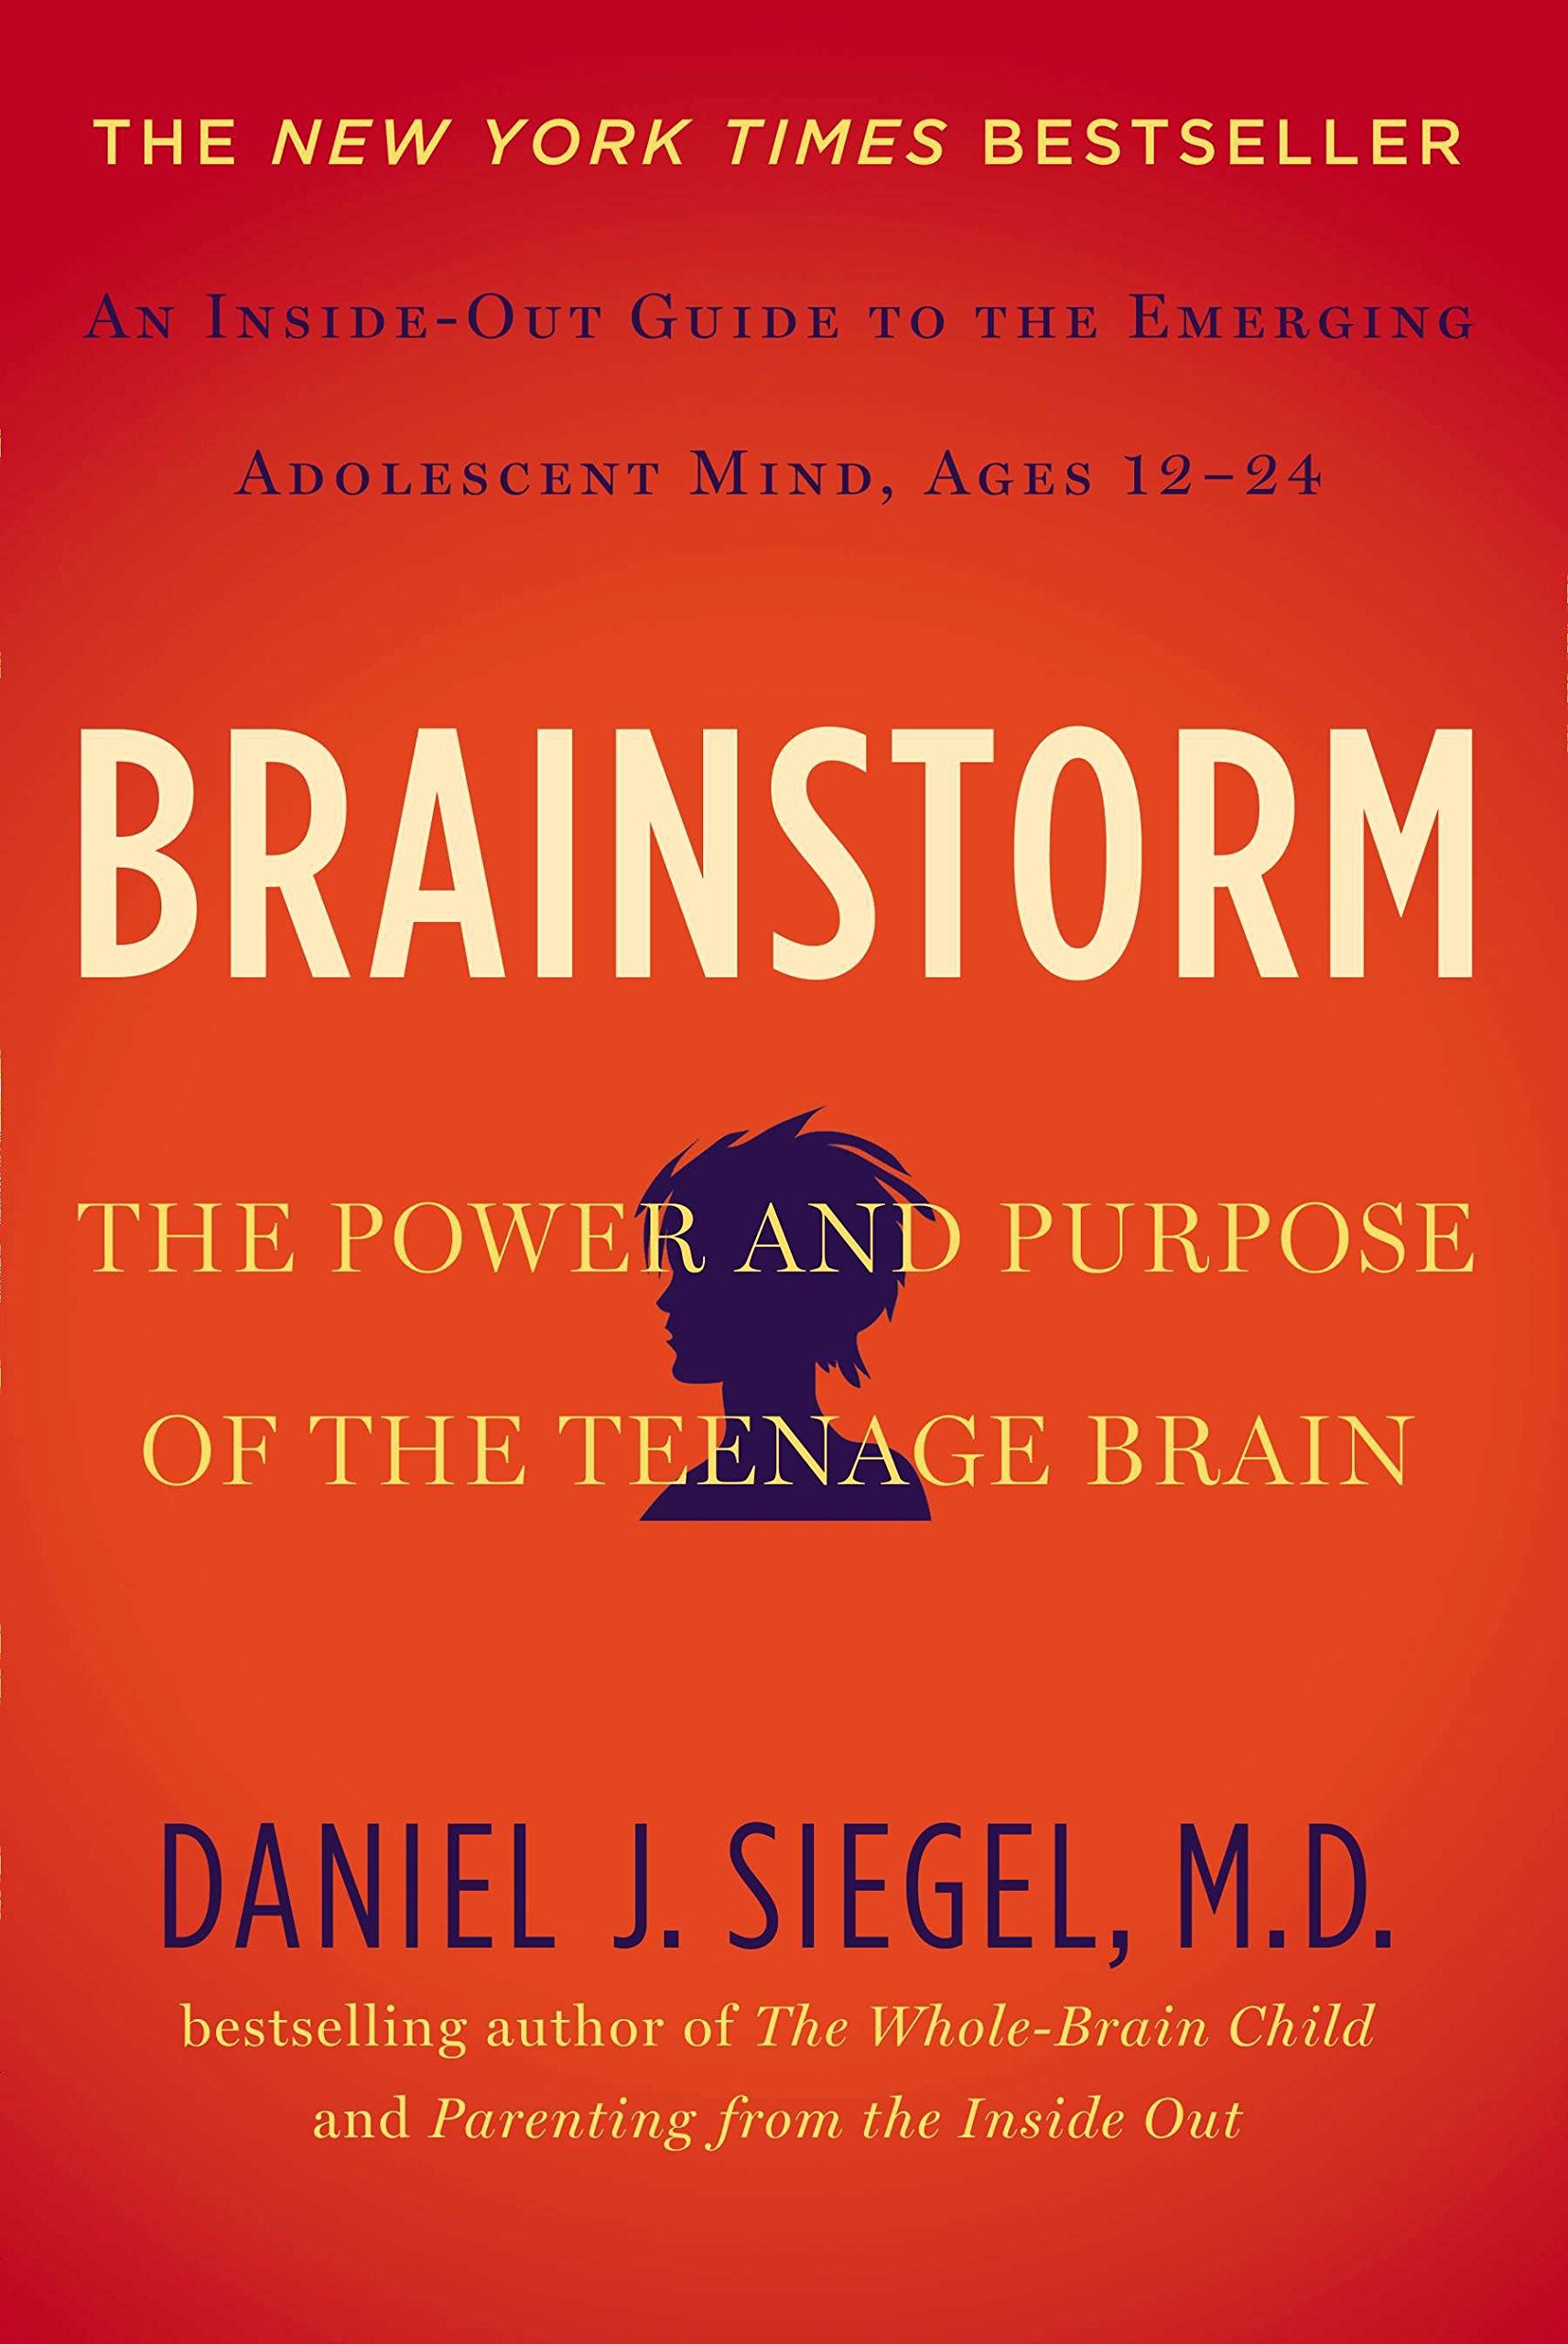 THE NEW YORK TIMES BESTSELLER
An Inside-Out Guide to the Emerging
Adolescent Mind, Ages 12–24
BRAINSTORM
THE POWER AND PURPOSE
OF THE TEENAGE BRAIN
DANIEL J. SIEGEL, M.D.
bestselling author of The Whole-Brain Child
and Parenting from the Inside Out